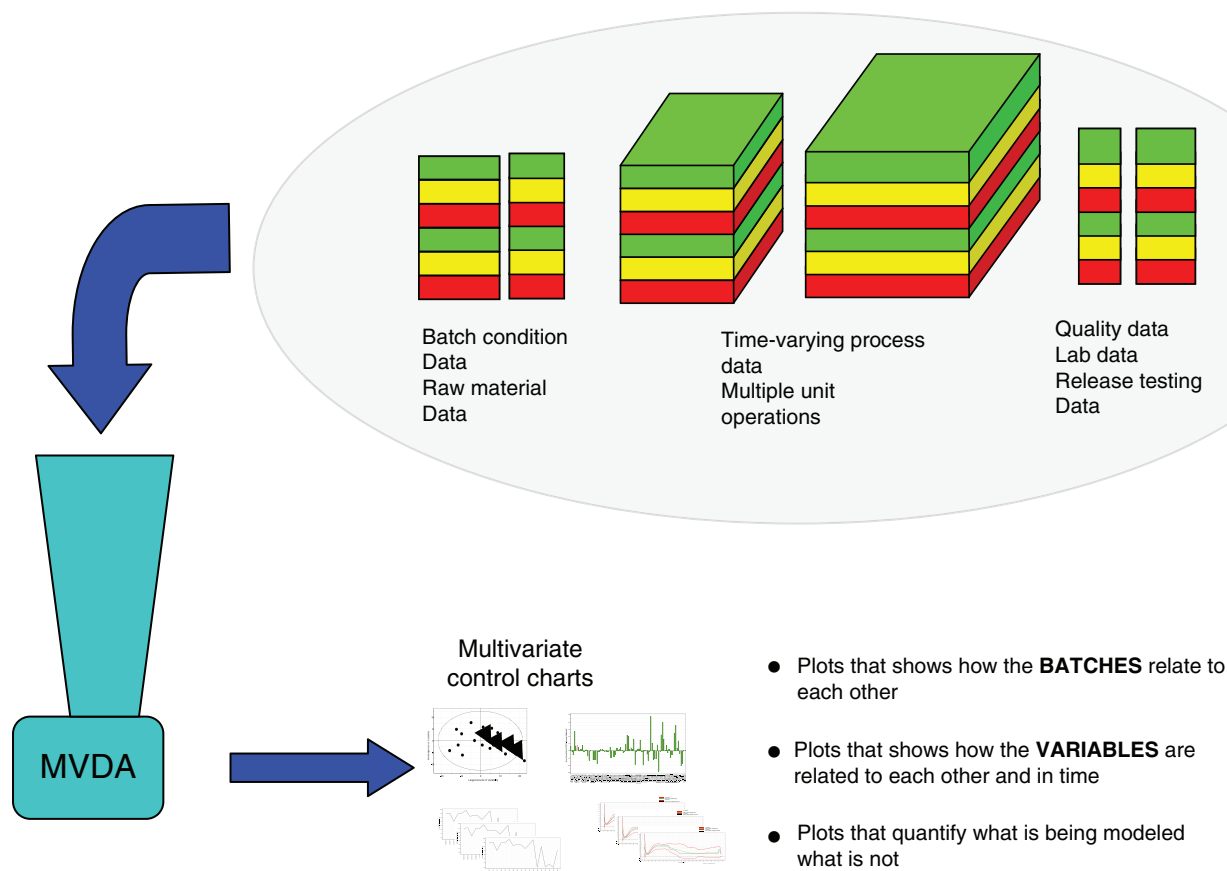 Batch condition
Data
Raw material
Data
Time-varying process
data
Multiple unit
operations
Quality data
Lab data
Release testing
Data
MVDA
Multivariate
control charts
● Plots that shows how the BATCHES relate to
each other
● Plots that shows how the VARIABLES are
related to each other and in time
● Plots that quantify what is being modeled
what is not